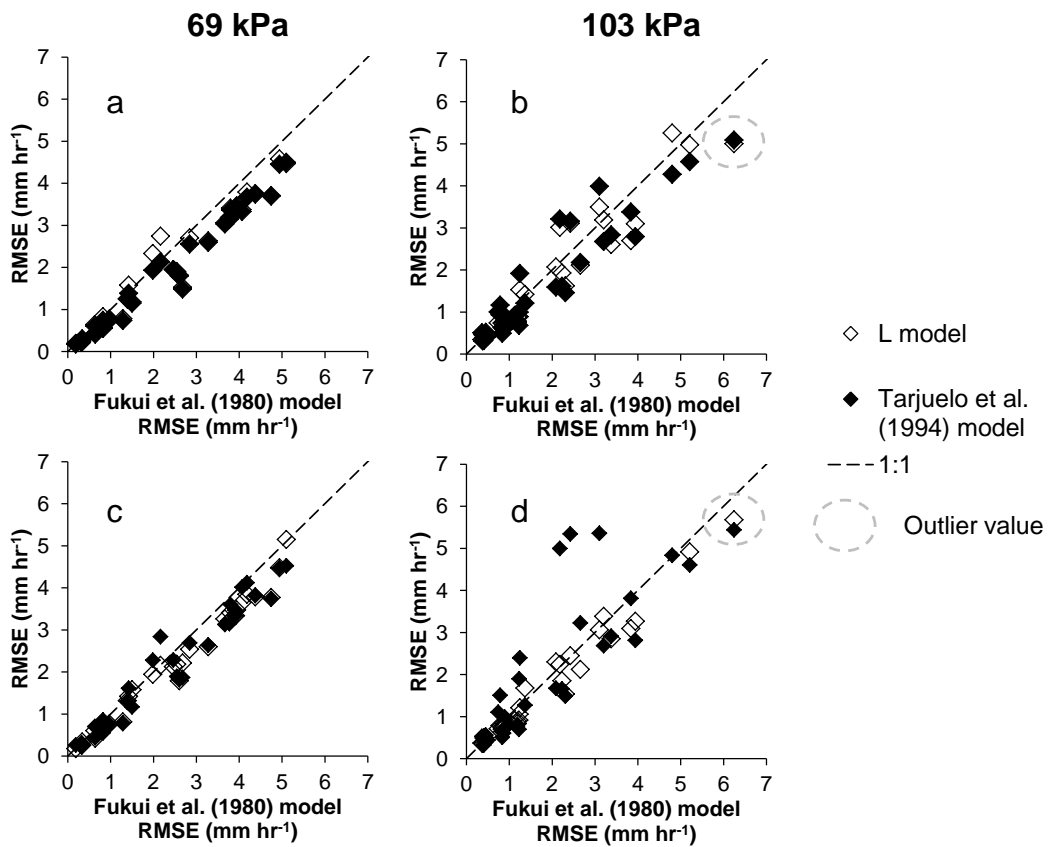 69 kPa
103 kPa
a
RMSE (mm hr-1)
7
6
5
4
3
2
1
0
0 1 2 3 4 5 6 7
Fukui et al. (1980) model
RMSE (mm hr-1)
b
RMSE (mm hr-1)
7
6
5
4
3
2
1
0
0 1 2 3 4 5 6 7
Fukui et al. (1980) model
RMSE (mm hr-1)
c
RMSE (mm hr-1)
7
6
5
4
3
2
1
0
0 1 2 3 4 5 6 7
Fukui et al. (1980) model
RMSE (mm hr-1)
d
RMSE (mm hr-1)
7
6
5
4
3
2
1
0
0 1 2 3 4 5 6 7
Fukui et al. (1980) model
RMSE (mm hr-1)
L model
Tarjuelo et al.
(1994) model
1:1
Outlier value